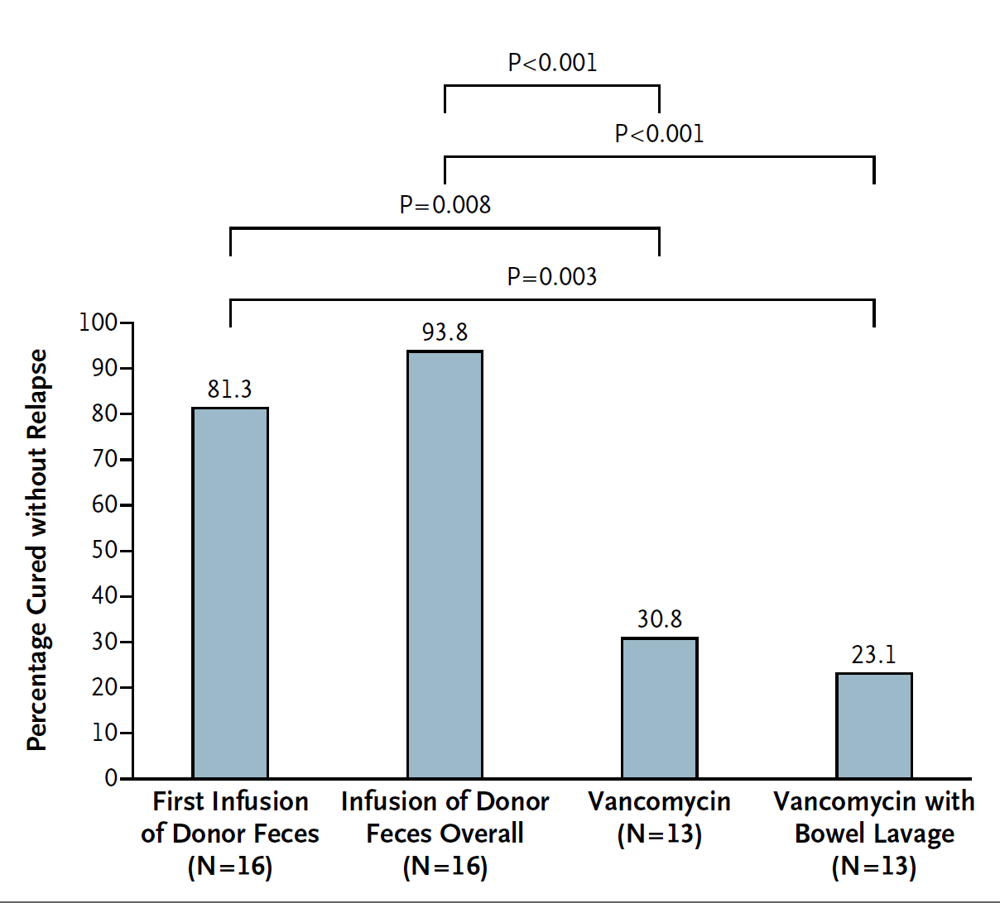 P<0.001
P<0.001
P=0.008
P=0.003
Percentage Cured without Relapse
100
90
80
70
60
50
40
30
20
10
0
81.3
93.8
30.8
23.1
First Infusion
of Donor Feces
(N=16)
Infusion of Donor
Feces Overall
(N=16)
Vancomycin
(N=13)
Vancomycin with
Bowel Lavage
(N=13)